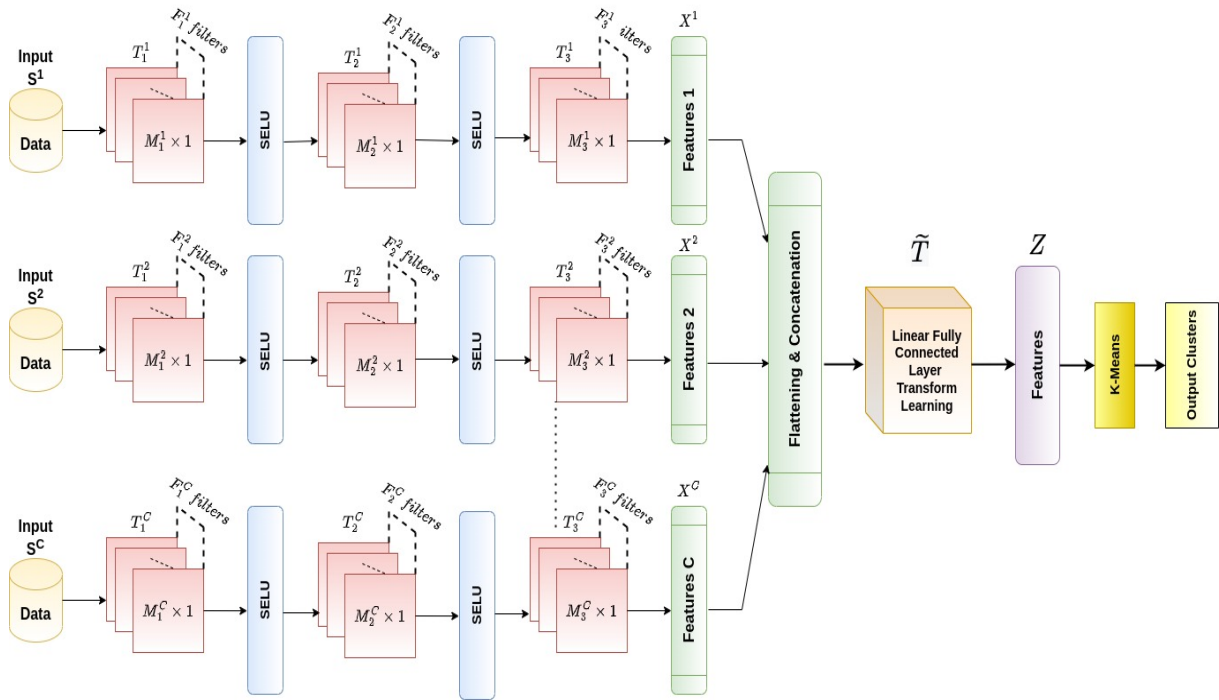 F₁¹ filters
F₂¹ filters
F₃¹ ilters
X¹
T₁¹
T₂¹
T₃¹
Input
S¹
Data
M₁¹ × 1
SELU
M₂¹ × 1
SELU
M₃¹ × 1
Features 1
F₁² filters
F₂² filters
F₃² filters
X²
T₁²
T₂²
T₃²
Input
S²
Data
M₁² × 1
SELU
M₂² × 1
SELU
M₃² × 1
Features 2
Flattening & Concatenation
T̃
Linear Fully
Connected
Layer
Transform
Learning
Z
Features
K-Means
Output Clusters
F₁ᶜ filters
F₂ᶜ filters
F₃ᶜ filters
Xᶜ
T₁ᶜ
T₂ᶜ
T₃ᶜ
Input
Sᶜ
Data
M₁ᶜ × 1
SELU
M₂ᶜ × 1
SELU
M₃ᶜ × 1
Features C